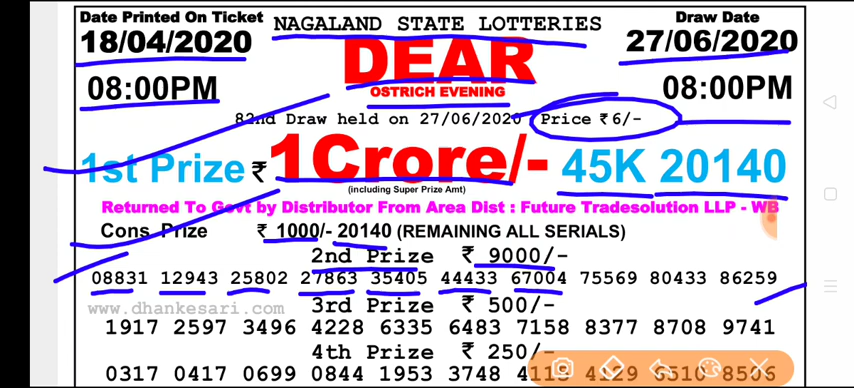 Date Printed On Ticket
18/04/2020
08:00PM
NAGALAND STATE LOTTERIES
DEAR
OSTRICH EVENING
Draw Date
27/06/2020
08:00PM
82nd Draw held on 27/06/2020 Price ₹6/-
1st Prize ₹ 1Crore/- 45K 20140
(including Super Prize Amt)
Returned To Govt by Distributor From Area Dist : Future Tradesolution LLP - WB
Cons. Prize ₹ 1000/- 20140 (REMAINING ALL SERIALS)
2nd Prize ₹ 9000/-
08831 12943 25802 27863 35405 44433 67004 75569 80433 86259
www.dhankesari.com
3rd Prize ₹ 500/-
1917 2597 3496 4228 6335 6483 7158 8377 8708 9741
4th Prize ₹ 250/-
0317 0417 0699 0844 1953 3748 4113 4129 6510 8506